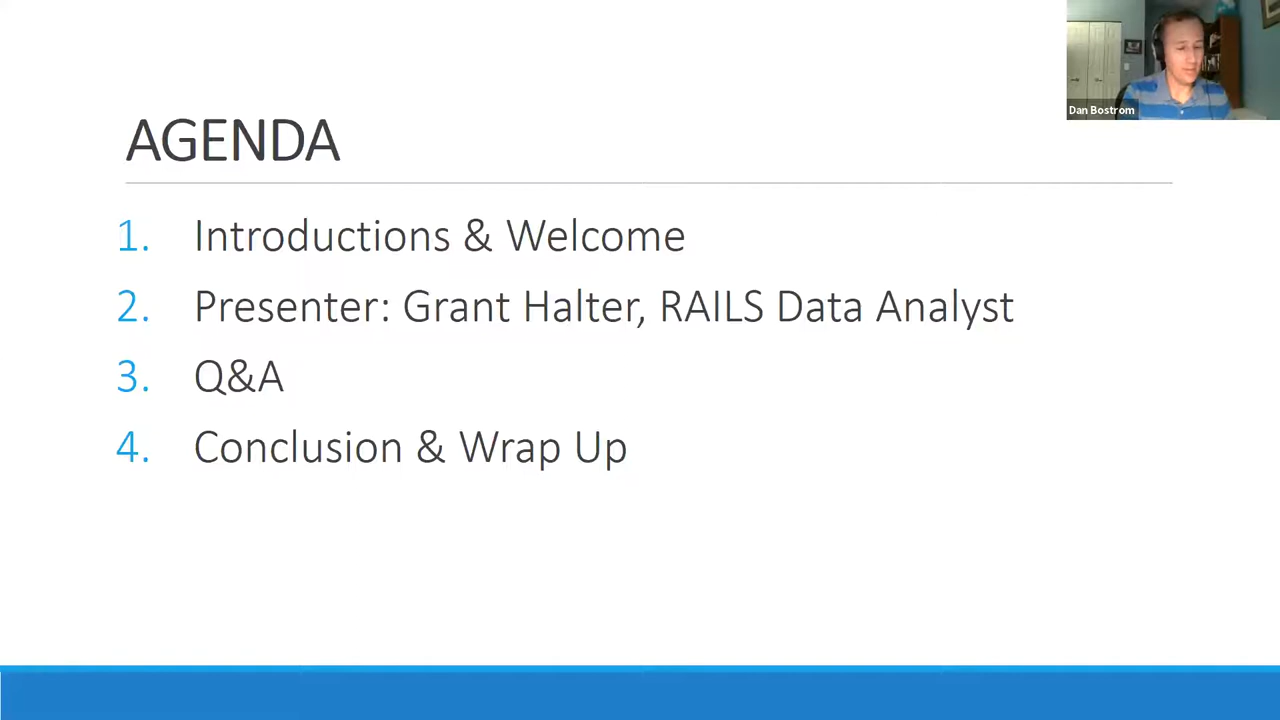 Dan Bostrom
AGENDA
1. Introductions & Welcome
2. Presenter: Grant Halter, RAILS Data Analyst
3. Q&A
4. Conclusion & Wrap Up